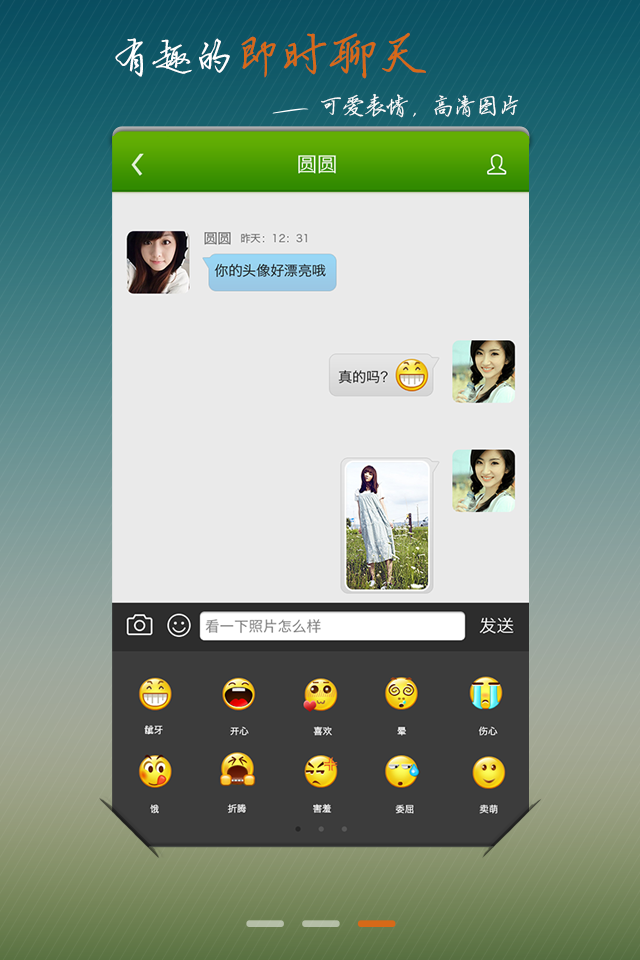 有趣的即时聊天
—— 可爱表情，高清图片
圆圆
圆圆 昨天：12：31
你的头像好漂亮哦
真的吗？
看一下照片怎么样 发送
龇牙 开心 喜欢 晕 伤心
饿 折腾 害羞 委屈 卖萌